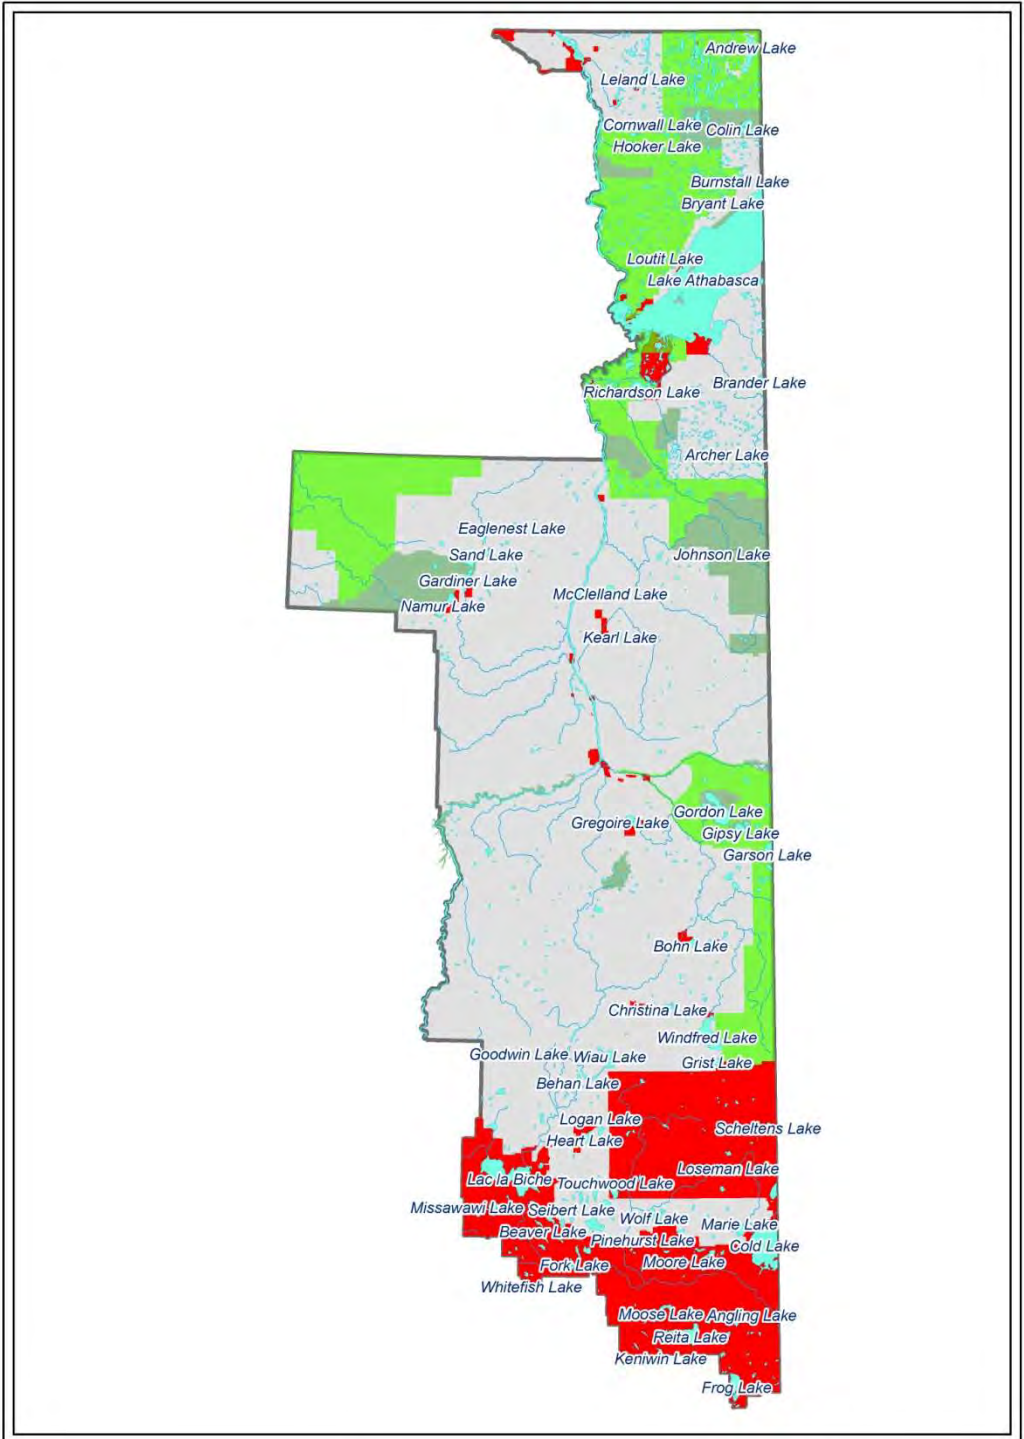 Andrew Lake
Leland Lake
Cornwall Lake
Colin Lake
Hooker Lake
Burnstall Lake
Bryant Lake
Loutit Lake
Lake Athabasca
Brander Lake
Richardson Lake
Archer Lake
Eaglenest Lake
Sand Lake
Johnson Lake
Gardiner Lake
McClelland Lake
Namur Lake
Kearl Lake
Gordon Lake
Gregoire Lake
Gipsy Lake
Garson Lake
Bohn Lake
Christina Lake
Windfred Lake
Goodwin Lake
Wiau Lake
Grist Lake
Behan Lake
Logan Lake
Scheltens Lake
Heart Lake
Loseman Lake
Lac la Biche
Touchwood Lake
Missawawi Lake
Seibert Lake
Wolf Lake
Marie Lake
Beaver Lake
Pinehurst Lake
Cold Lake
Fork Lake
Moore Lake
Whitefish Lake
Moose Lake
Angling Lake
Reita Lake
Keniwin Lake
Frog Lake